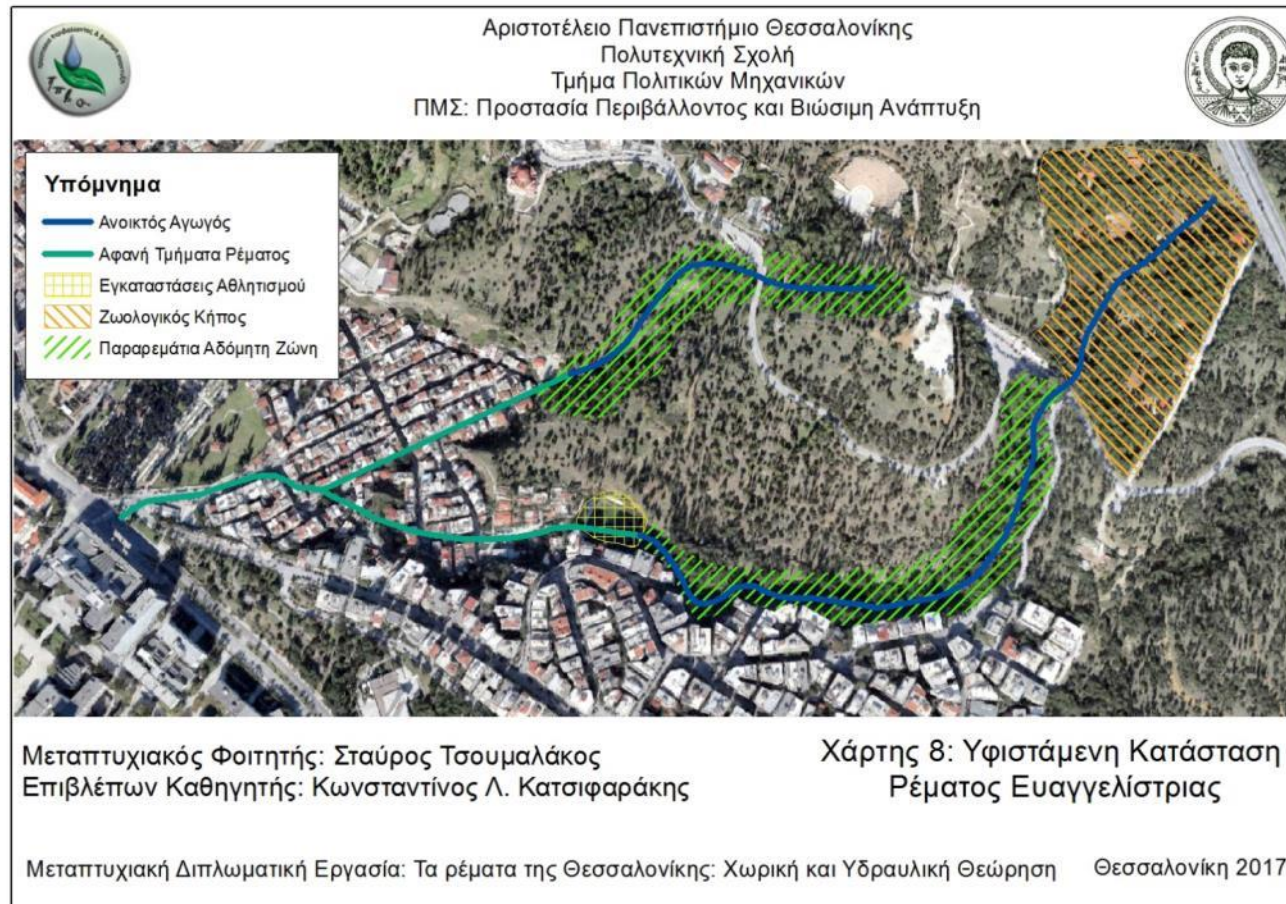 Αριστοτέλειο Πανεπιστήμιο Θεσσαλονίκης
Πολυτεχνική Σχολή
Τμήμα Πολιτικών Μηχανικών
ΠΜΣ: Προστασία Περιβάλλοντος και Βιώσιμη Ανάπτυξη
Υπόμνημα
Ανοικτός Αγωγός
Αφανή Τμήματα Ρέματος
Εγκαταστάσεις Αθλητισμού
Ζωολογικός Κήπος
Παραρεμάτια Αδόμητη Ζώνη
Μεταπτυχιακός Φοιτητής: Σταύρος Τσουμαλάκος
Επιβλέπων Καθηγητής: Κωνσταντίνος Λ. Κατσιφαράκης
Χάρτης 8: Υφιστάμενη Κατάσταση
Ρέματος Ευαγγελίστριας
Μεταπτυχιακή Διπλωματική Εργασία: Τα ρέματα της Θεσσαλονίκης: Χωρική και Υδραυλική Θεώρηση Θεσσαλονίκη 2017